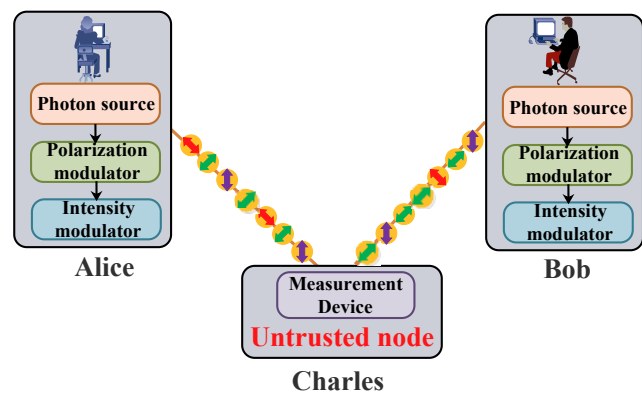 Photon source
Polarization
modulator
Intensity
modulator
Alice
Photon source
Polarization
modulator
Intensity
modulator
Bob
Measurement
Device
Untrusted node
Charles